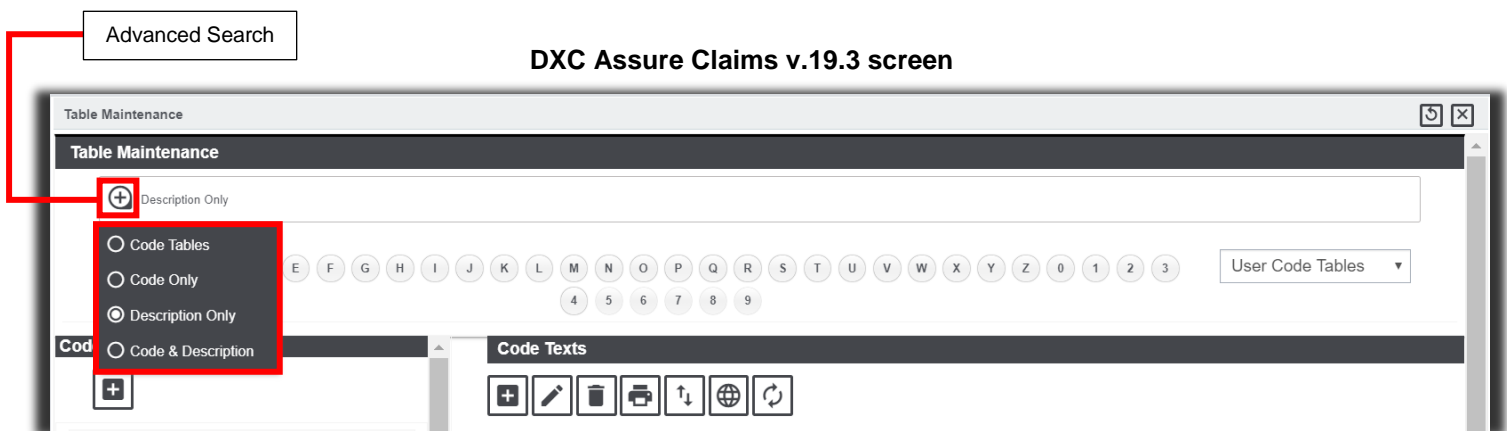 Advanced Search
DXC Assure Claims v.19.3 screen
Table Maintenance
Table Maintenance
Description Only
Code Tables
Code Only
Description Only
Code & Description
E F G H I J K L M N O P Q R S T U V W X Y Z 0 1 2 3
4 5 6 7 8 9
User Code Tables
Cod
Code Texts